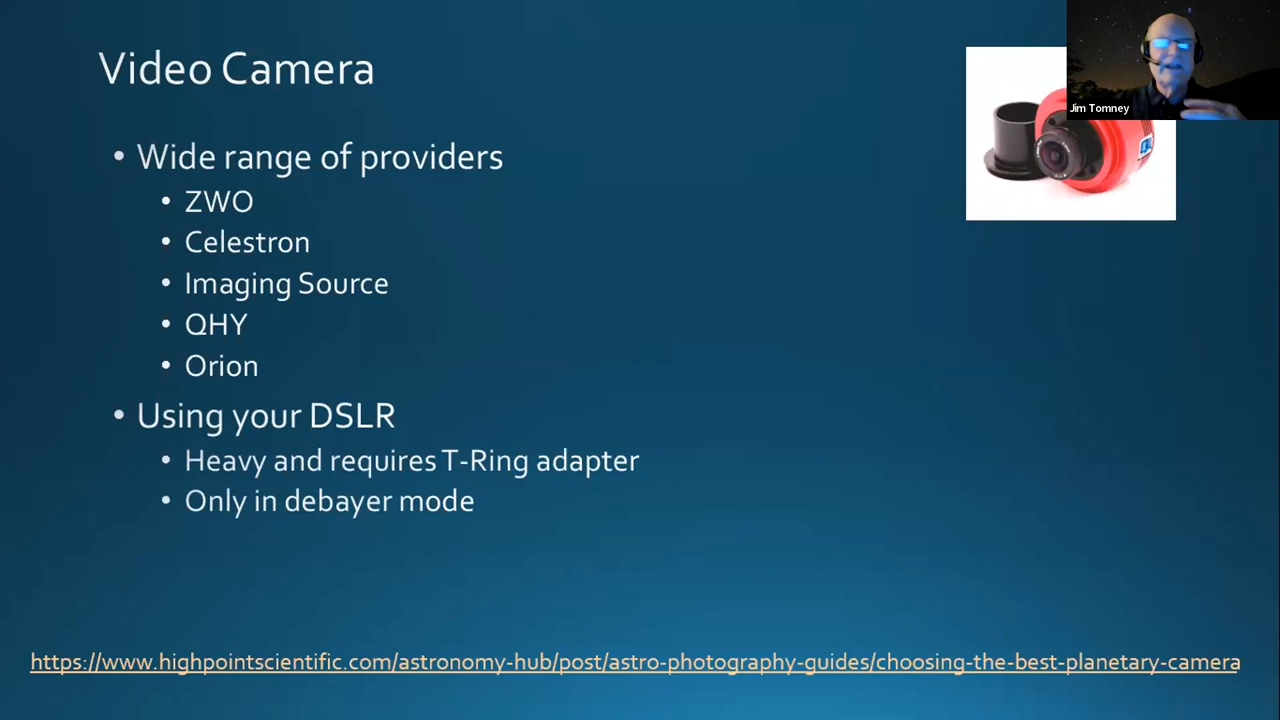 Video Camera
Jim Tomney
• Wide range of providers
• ZWO
• Celestron
• Imaging Source
• QHY
• Orion
• Using your DSLR
• Heavy and requires T-Ring adapter
• Only in debayer mode
https://www.highpointscientific.com/astronomy-hub/post/astro-photography-guides/choosing-the-best-planetary-camera